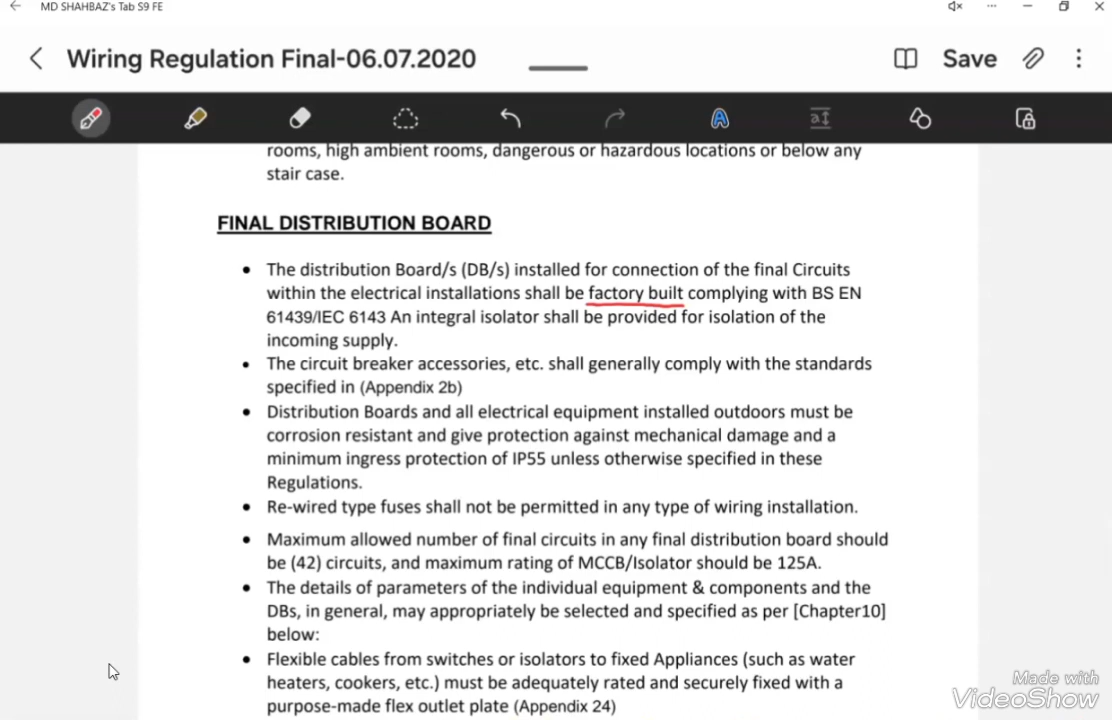 MD SHAHBAZ's Tab S9 FE
Wiring Regulation Final-06.07.2020
Save
rooms, high ambient rooms, dangerous or hazardous locations or below any
stair case.
FINAL DISTRIBUTION BOARD
• The distribution Board/s (DB/s) installed for connection of the final Circuits
within the electrical installations shall be factory built complying with BS EN
61439/IEC 6143 An integral isolator shall be provided for isolation of the
incoming supply.
• The circuit breaker accessories, etc. shall generally comply with the standards
specified in (Appendix 2b)
• Distribution Boards and all electrical equipment installed outdoors must be
corrosion resistant and give protection against mechanical damage and a
minimum ingress protection of IP55 unless otherwise specified in these
Regulations.
• Re-wired type fuses shall not be permitted in any type of wiring installation.
• Maximum allowed number of final circuits in any final distribution board should
be (42) circuits, and maximum rating of MCCB/Isolator should be 125A.
• The details of parameters of the individual equipment & components and the
DBs, in general, may appropriately be selected and specified as per [Chapter10]
below:
• Flexible cables from switches or isolators to fixed Appliances (such as water
heaters, cookers, etc.) must be adequately rated and securely fixed with a
purpose-made flex outlet plate (Appendix 24)
Made with
VideoShow